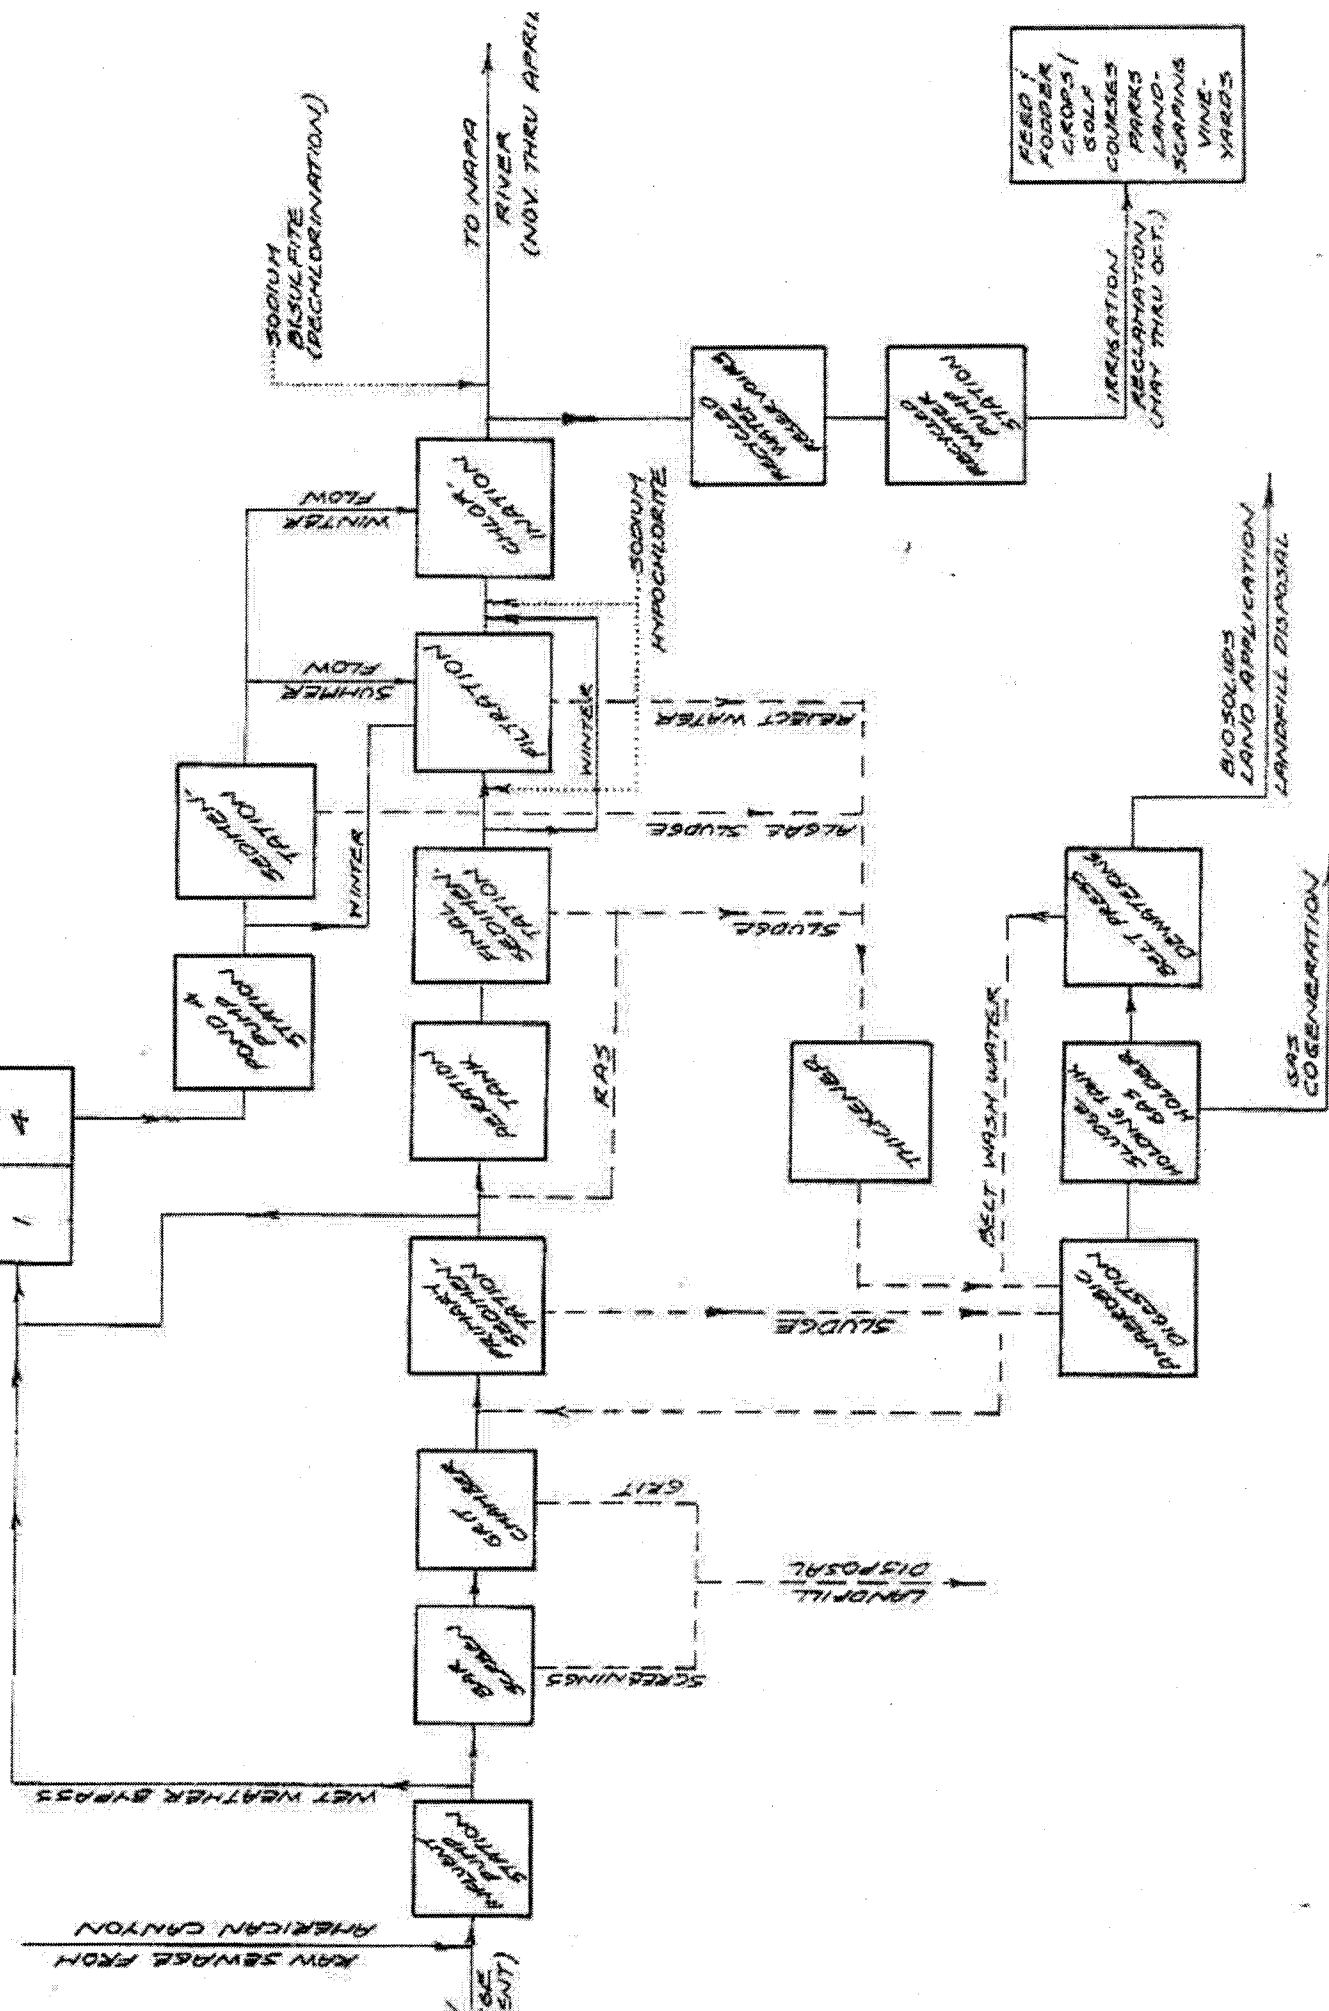 RAW SEWAGE FROM
AMERICAN CANYON
INFLUENT
PUMP
STATION
WET WEATHER BYPASS
BAR
SCREEN
SCREENINGS
GRIT
CHAMBER
GRIT
LANDFILL
DISPOSAL
PRIMARY
SEDIMEN-
TATION
SLUDGE
1
4
AERATION
TANK
RAS
FINAL
SEDIMEN-
TATION
SLUDGE
POND 4
PUMP
STATION
WINTER
SEDIMEN-
TATION
ALGAE SLUDGE
SUMMER
FLOW
WINTER
FLOW
FILTRATION
WINTER
REJECT WATER
SODIUM
HYPOCHLORITE
CHLOR-
INATION
SODIUM
BISULFITE
(DECHLORINATION)
TO NAPA
RIVER
(NOV. THRU APRIL
RECYCLED
WATER
RESERVOIRS
RECYCLED
WATER
PUMP
STATION
IRRIGATION
RECLAMATION
(MAY THRU OCT.)
FEED &
FODDER
CROPS/
GOLF
COURSES
PARKS
LAND-
SCAPING
VINE-
YARDS
THICKENER
BELT WASH WATER
ANAEROBIC
DIGESTION
SLUDGE
HOLDING TANK
GAS
HOLDER
BELT PRESS
DEWATERING
GAS
COGENERATION
BIOSOLIDS
LAND APPLICATION
LANDFILL DISPOSAL